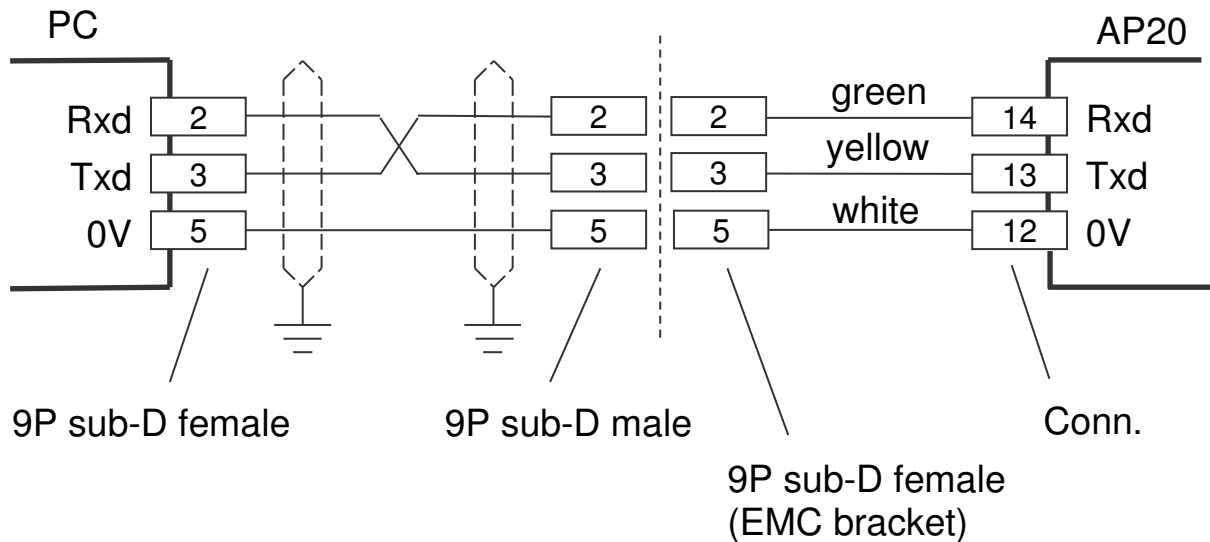 PC
AP20
Rxd 2 2 2 green 14 Rxd
Txd 3 3 3 yellow 13 Txd
0V 5 5 5 white 12 0V
9P sub-D female
9P sub-D male
Conn.
9P sub-D female
(EMC bracket)